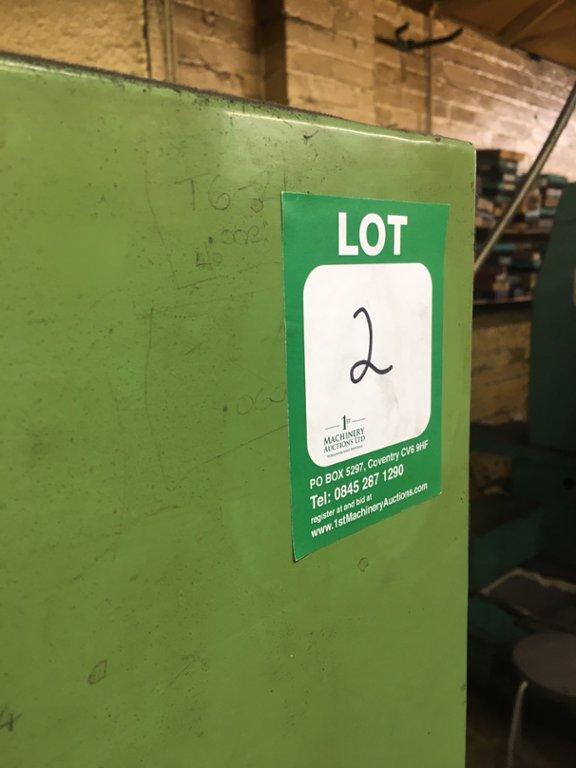 LOT
2
1ST
MACHINERY
AUCTIONS LTD
PO BOX 5297, Coventry CV6 9HF
Tel: 0845 287 1290
register at and bid at
www.1stMachineryAuctions.com